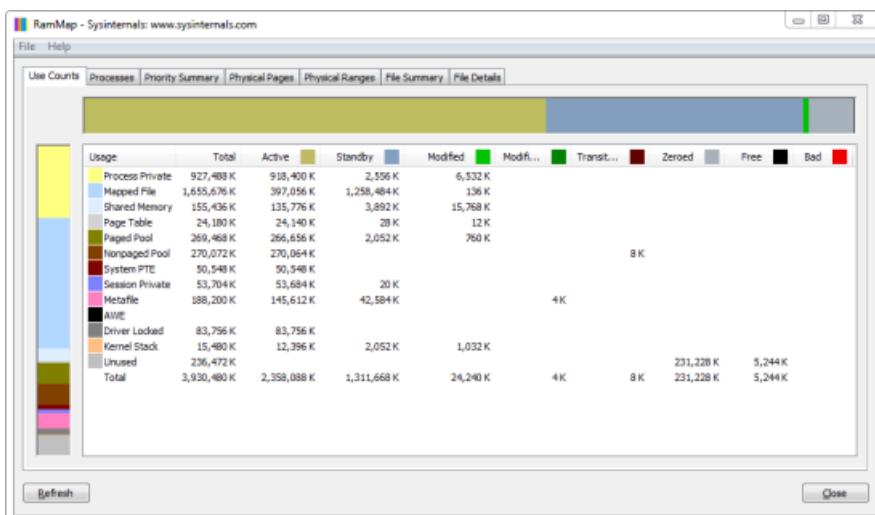 RamMap - Sysinternals: www.sysinternals.com
File Help
Use Counts Processes Priority Summary Physical Pages Physical Ranges File Summary File Details
Usage Total Active Standby Modified Modifi... Transit... Zeroed Free Bad
Process Private 927,488 K 918,400 K 2,556 K 6,532 K
Mapped File 1,655,676 K 397,056 K 1,258,484 K 136 K
Shared Memory 155,436 K 135,776 K 3,892 K 15,768 K
Page Table 24,180 K 24,140 K 28 K 12 K
Paged Pool 269,468 K 266,656 K 2,052 K 760 K
Nonpaged Pool 270,072 K 270,064 K 8 K
System PTE 50,548 K 50,548 K
Session Private 53,704 K 53,684 K 20 K
Metafile 188,200 K 145,612 K 42,584 K 4 K
AWE
Driver Locked 83,756 K 83,756 K
Kernel Stack 15,480 K 12,396 K 2,052 K 1,032 K
Unused 236,472 K 231,228 K 5,244 K
Total 3,930,480 K 2,358,088 K 1,311,668 K 24,240 K 4 K 8 K 231,228 K 5,244 K
Refresh Close